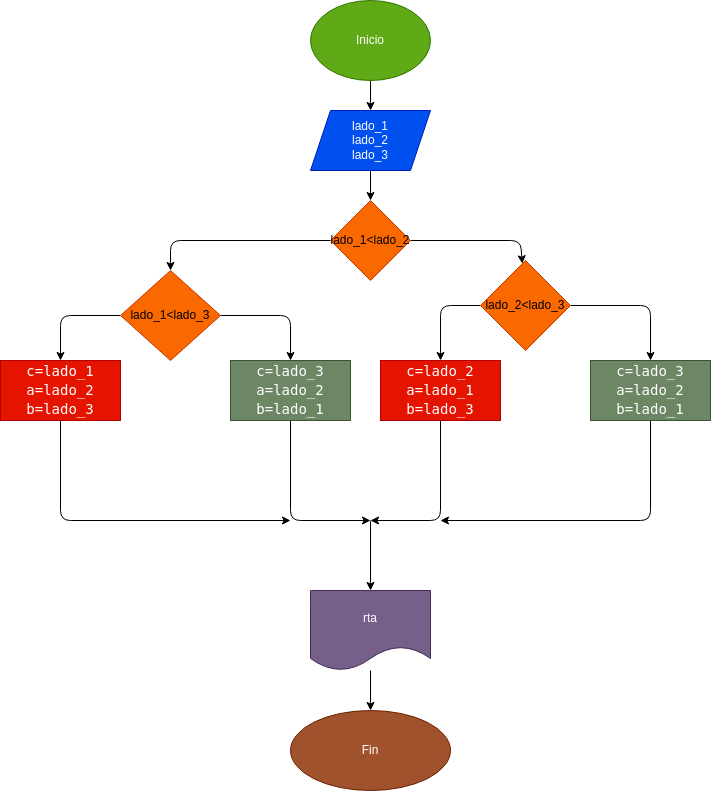 Inicio
lado_1
lado_2
lado_3
lado_1<lado_2
lado_1<lado_3
lado_2<lado_3
c=lado_1
a=lado_2
b=lado_3
c=lado_3
a=lado_2
b=lado_1
c=lado_2
a=lado_1
b=lado_3
c=lado_3
a=lado_2
b=lado_1
rta
Fin